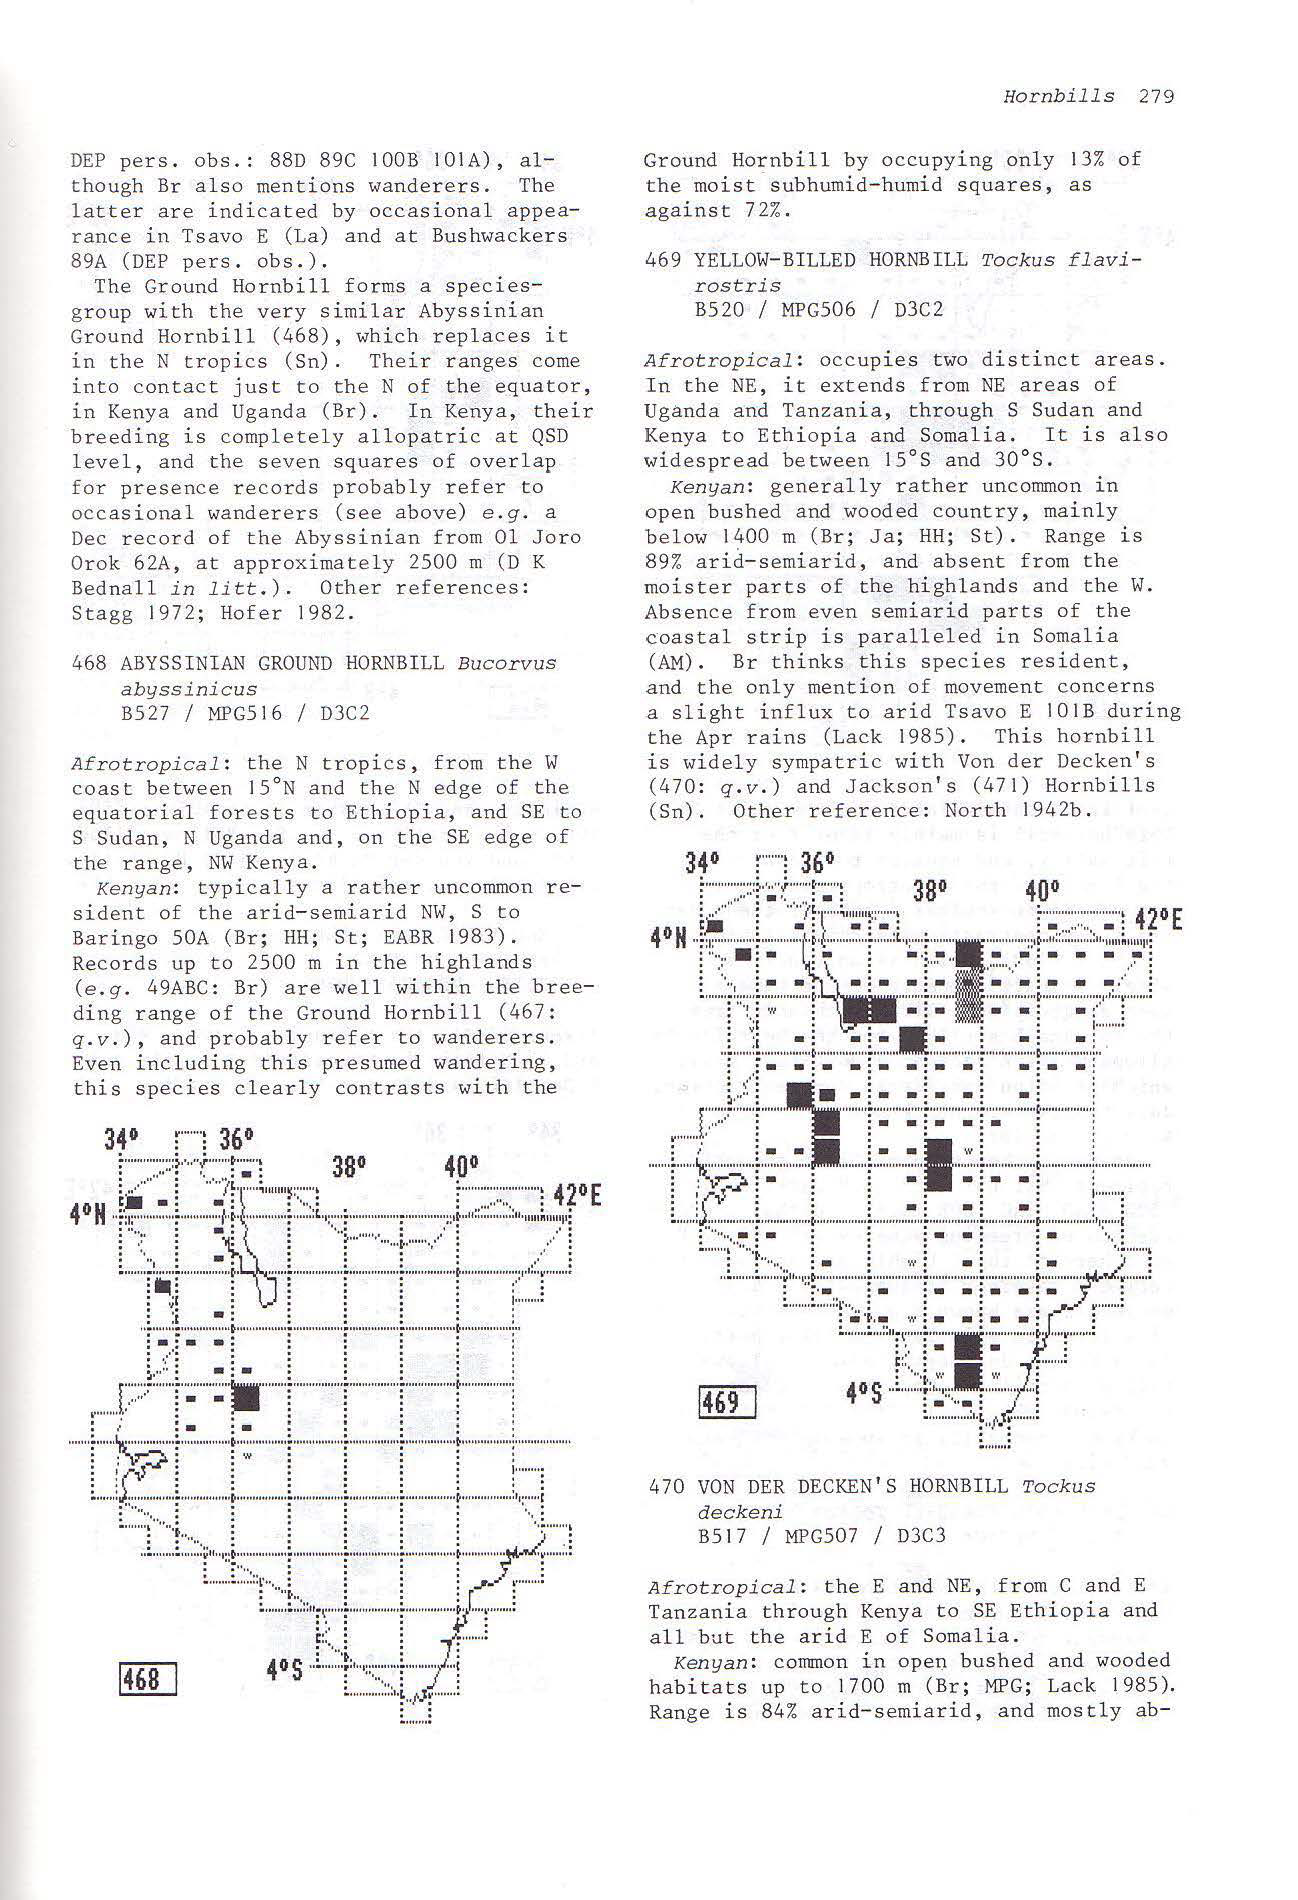 Hornbills 279
DEP pers. obs.: 88D 89C 100B 101A), al-
though Br also mentions wanderers. The
latter are indicated by occasional appea-
rance in Tsavo E (La) and at Bushwackers
89A (DEP pers. obs.).
The Ground Hornbill forms a species-
group with the very similar Abyssinian
Ground Hornbill (468), which replaces it
in the N tropics (Sn). Their ranges come
into contact just to the N of the equator,
in Kenya and Uganda (Br). In Kenya, their
breeding is completely allopatric at QSD
level, and the seven squares of overlap
for presence records probably refer to
occasional wanderers (see above) e.g. a
Dec record of the Abyssinian from Ol Joro
Orok 62A, at approximately 2500 m (D K
Bednall in litt.). Other references:
Stagg 1972; Hofer 1982.
468 ABYSSINIAN GROUND HORNBILL Bucorvus
abyssinicus
B527 / MPG516 / D3C2
Afrotropical: the N tropics, from the W
coast between 15°N and the N edge of the
equatorial forests to Ethiopia, and SE to
S Sudan, N Uganda and, on the SE edge of
the range, NW Kenya.
Kenyan: typically a rather uncommon re-
sident of the arid-semiarid NW, S to
Baringo 50A (Br; HH; St; EABR 1983).
Records up to 2500 m in the highlands
(e.g. 49ABC: Br) are well within the bree-
ding range of the Ground Hornbill (467:
q.v.), and probably refer to wanderers.
Even including this presumed wandering,
this species clearly contrasts with the
34° 36°
38° 40°
42°E
4°N
w
4°S
468
Ground Hornbill by occupying only 13% of
the moist subhumid-humid squares, as
against 72%.
469 YELLOW-BILLED HORNBILL Tockus flavi-
rostris
B520 / MPG506 / D3C2
Afrotropical: occupies two distinct areas.
In the NE, it extends from NE areas of
Uganda and Tanzania, through S Sudan and
Kenya to Ethiopia and Somalia. It is also
widespread between 15°S and 30°S.
Kenyan: generally rather uncommon in
open bushed and wooded country, mainly
below 1400 m (Br; Ja; HH; St). Range is
89% arid-semiarid, and absent from the
moister parts of the highlands and the W.
Absence from even semiarid parts of the
coastal strip is paralleled in Somalia
(AM). Br thinks this species resident,
and the only mention of movement concerns
a slight influx to arid Tsavo E 101B during
the Apr rains (Lack 1985). This hornbill
is widely sympatric with Von der Decken's
(470: q.v.) and Jackson's (471) Hornbills
(Sn). Other reference: North 1942b.
34° 36°
38° 40°
42°E
4°N
w
w
w
w
w w
4°S
469
470 VON DER DECKEN'S HORNBILL Tockus
deckeni
B517 / MPG507 / D3C3
Afrotropical: the E and NE, from C and E
Tanzania through Kenya to SE Ethiopia and
all but the arid E of Somalia.
Kenyan: common in open bushed and wooded
habitats up to 1700 m (Br; MPG; Lack 1985).
Range is 84% arid-semiarid, and mostly ab-